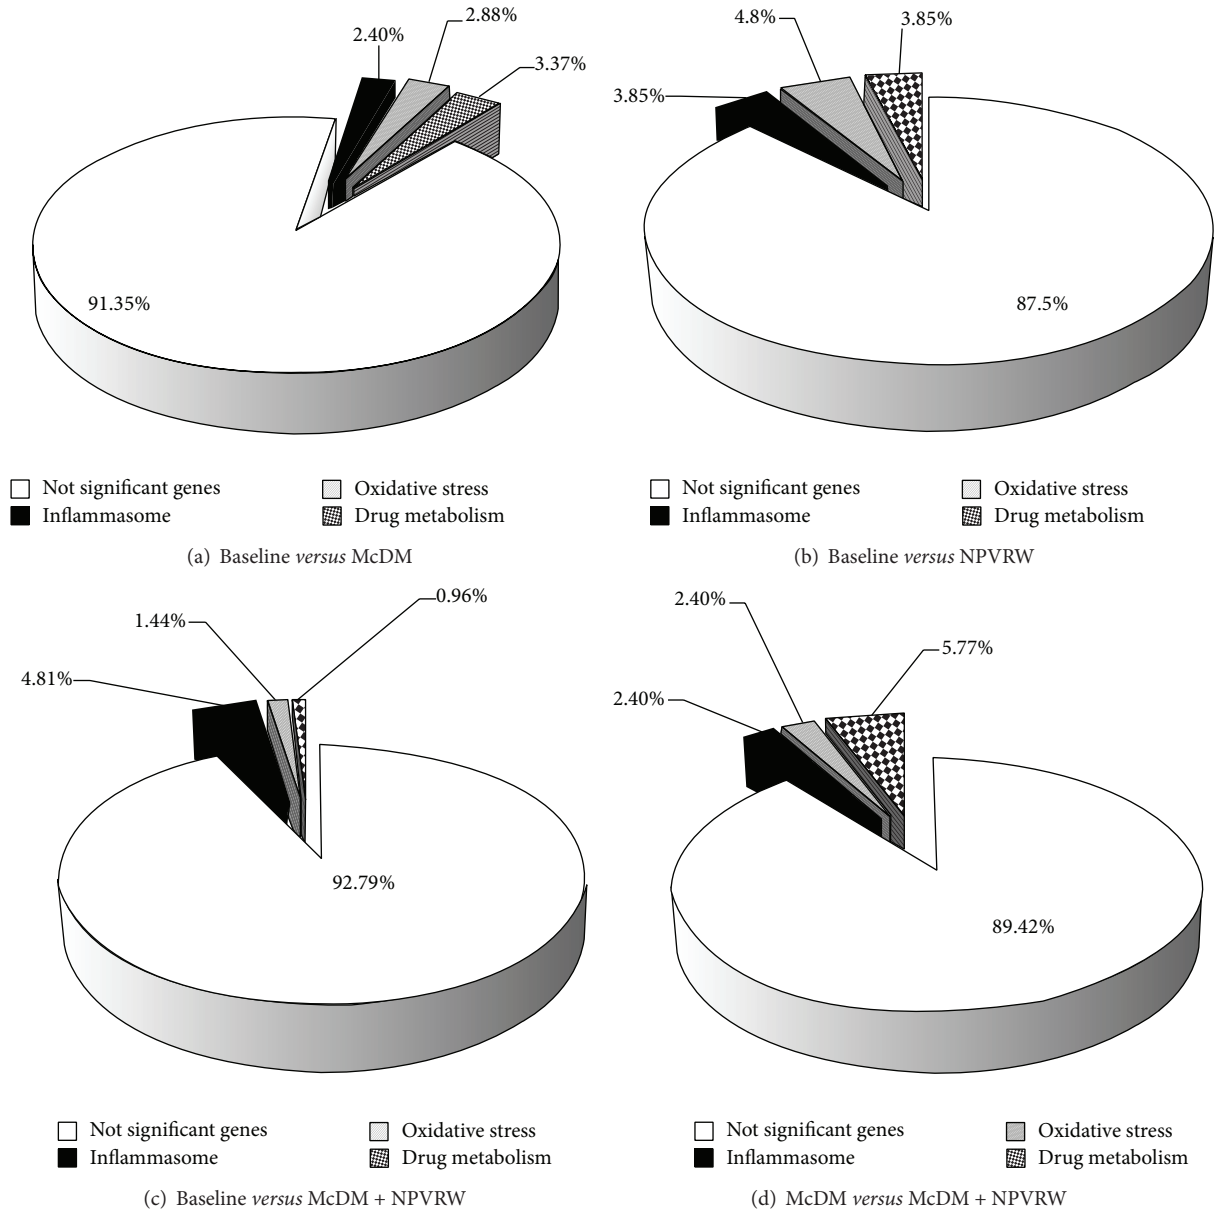 2.40%
2.88%
3.37%
91.35%
Not significant genes
Oxidative stress
Inflammasome
Drug metabolism
(a) Baseline versus McDM
3.85%
4.8%
3.85%
87.5%
Not significant genes
Oxidative stress
Inflammasome
Drug metabolism
(b) Baseline versus NPVRW
4.81%
1.44%
0.96%
92.79%
Not significant genes
Oxidative stress
Inflammasome
Drug metabolism
(c) Baseline versus McDM + NPVRW
2.40%
2.40%
5.77%
89.42%
Not significant genes
Oxidative stress
Inflammasome
Drug metabolism
(d) McDM versus McDM + NPVRW